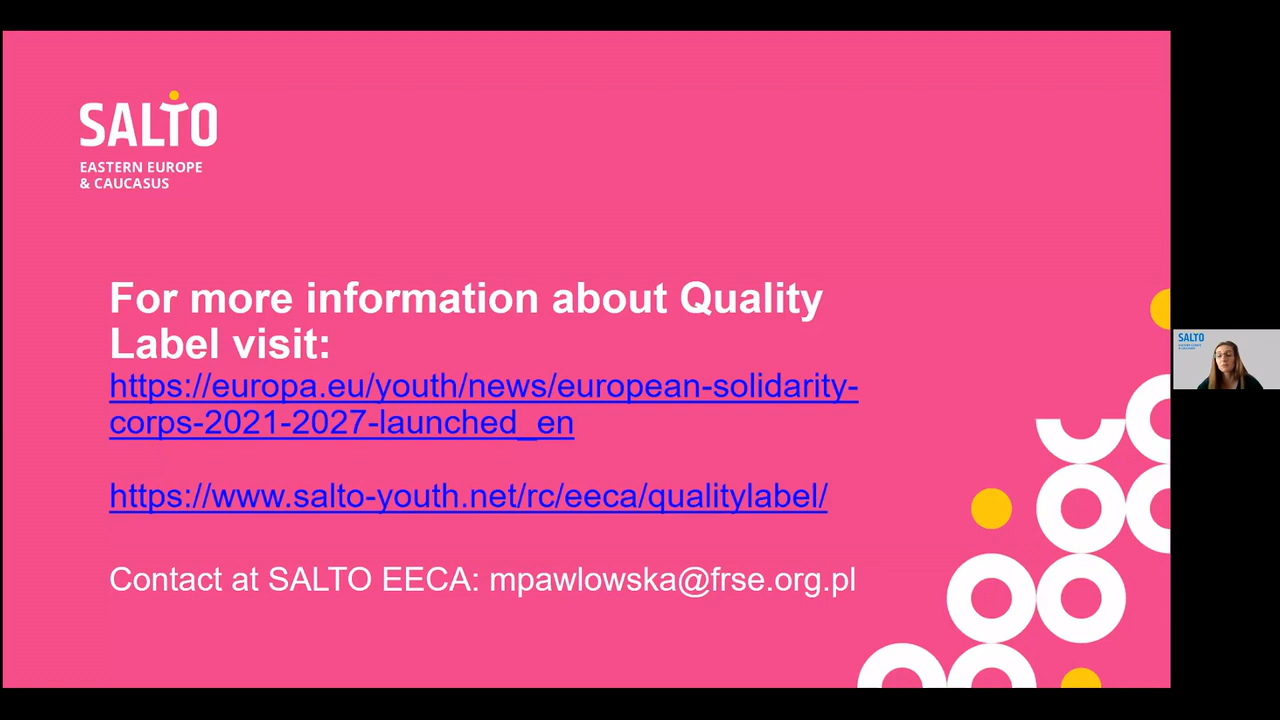 SALTO
EASTERN EUROPE
& CAUCASUS
For more information about Quality
Label visit:
https://europa.eu/youth/news/european-solidarity-
corps-2021-2027-launched_en
https://www.salto-youth.net/rc/eeca/qualitylabel/
Contact at SALTO EECA: mpawlowska@frse.org.pl
SALTO